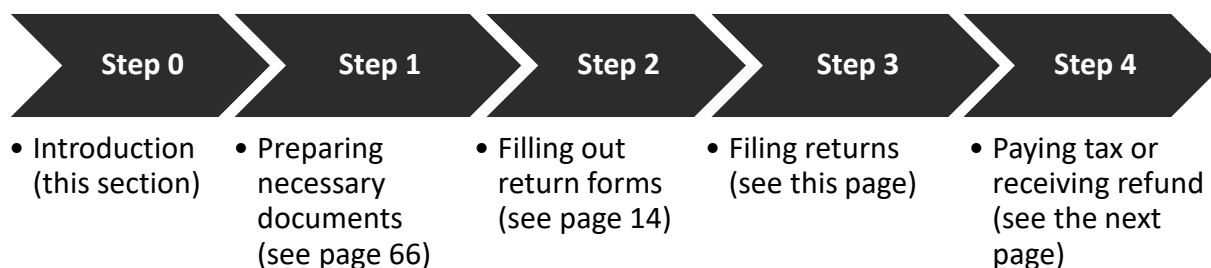 Step 0
Step 1
Step 2
Step 3
Step 4
• Introduction
(this section)
• Preparing
necessary
documents
(see page 66)
• Filling out
return forms
(see page 14)
• Filing returns
(see this page)
• Paying tax or
receiving refund
(see the next
page)